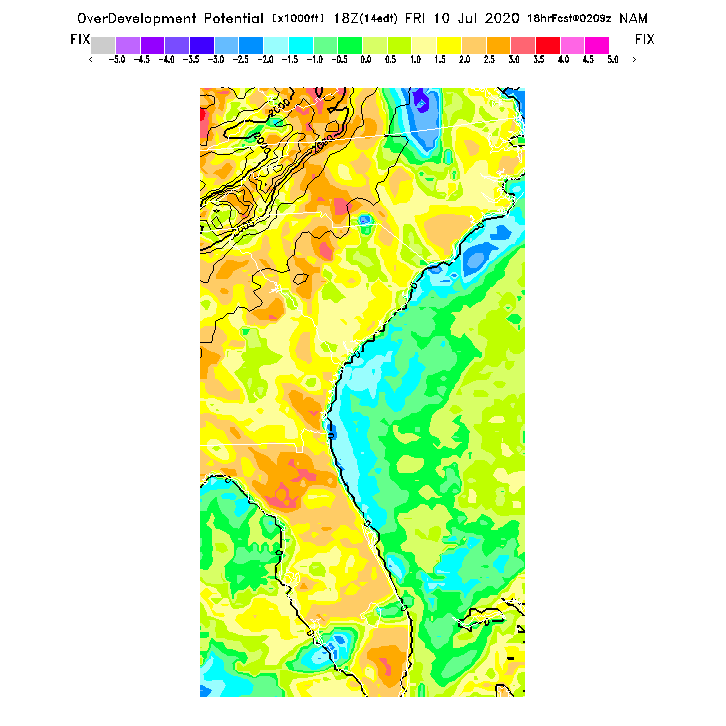 OverDevelopment Potential [x1000ft] 18Z(14edt) FRI 10 Jul 2020 18hrFcst@0209z NAM
FIX FIX
< -5.0 -4.5 -4.0 -3.5 -3.0 -2.5 -2.0 -1.5 -1.0 -0.5 0.0 0.5 1.0 1.5 2.0 2.5 3.0 3.5 4.0 4.5 5.0 >
2000
2000